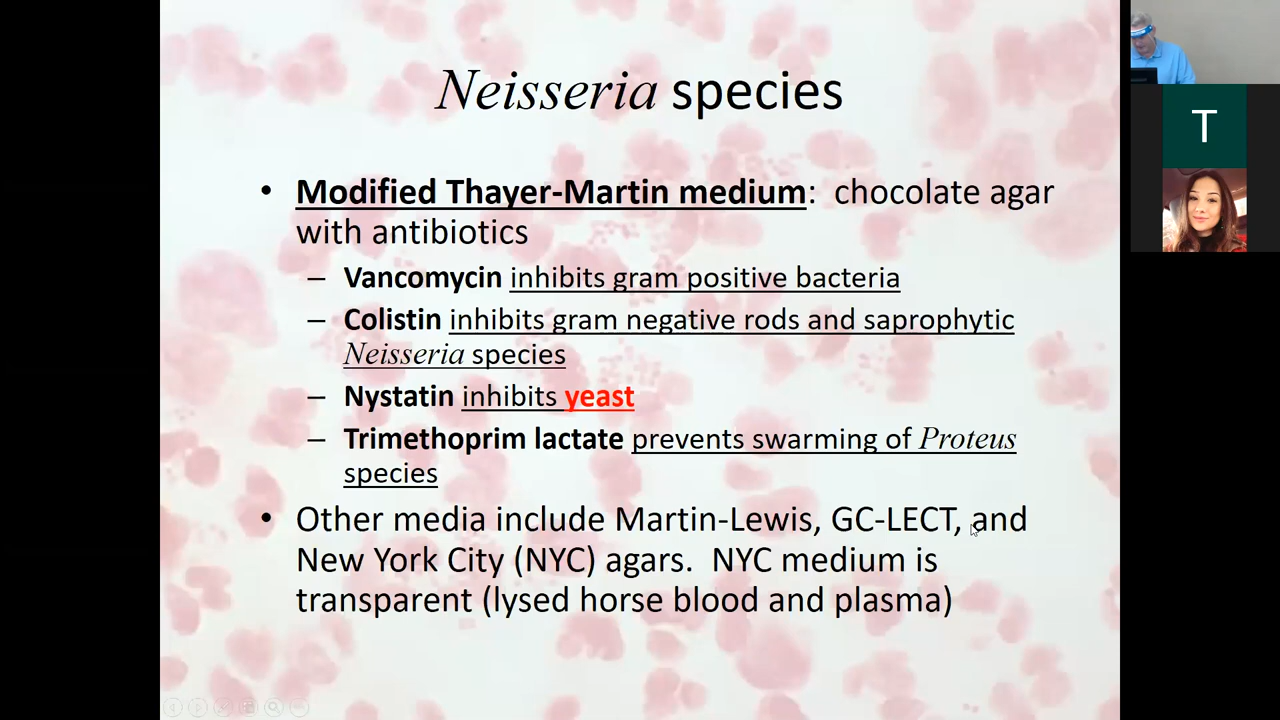 Neisseria species
• Modified Thayer-Martin medium: chocolate agar
with antibiotics
– Vancomycin inhibits gram positive bacteria
– Colistin inhibits gram negative rods and saprophytic
Neisseria species
– Nystatin inhibits yeast
– Trimethoprim lactate prevents swarming of Proteus
species
• Other media include Martin-Lewis, GC-LECT, and
New York City (NYC) agars. NYC medium is
transparent (lysed horse blood and plasma)
T